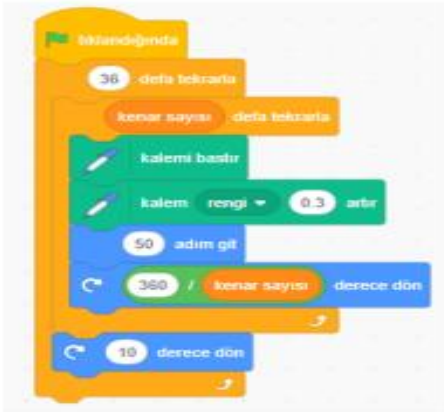 tıklandığında
36 defa tekrarla
kenar sayısı defa tekrarla
kalemi bastır
kalem rengi 0.3 artır
50 adım git
360 / kenar sayısı derece dön
10 derece dön